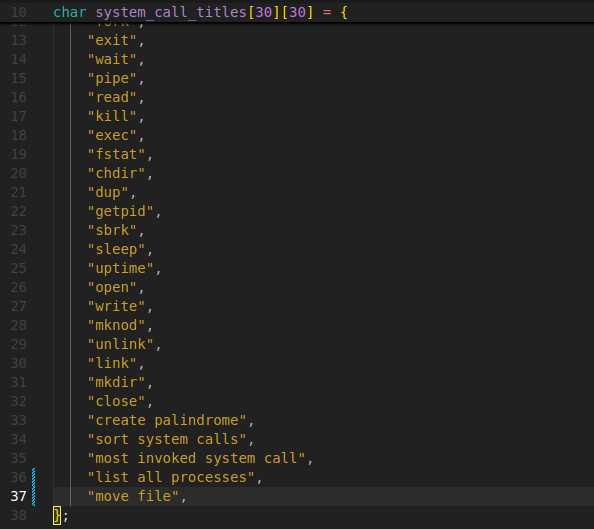 10 char system_call_titles[30][30] = {
13 "exit",
14 "wait",
15 "pipe",
16 "read",
17 "kill",
18 "exec",
19 "fstat",
20 "chdir",
21 "dup",
22 "getpid",
23 "sbrk",
24 "sleep",
25 "uptime",
26 "open",
27 "write",
28 "mknod",
29 "unlink",
30 "link",
31 "mkdir",
32 "close",
33 "create palindrome",
34 "sort system calls",
35 "most invoked system call",
36 "list all processes",
37 "move file",
38 };